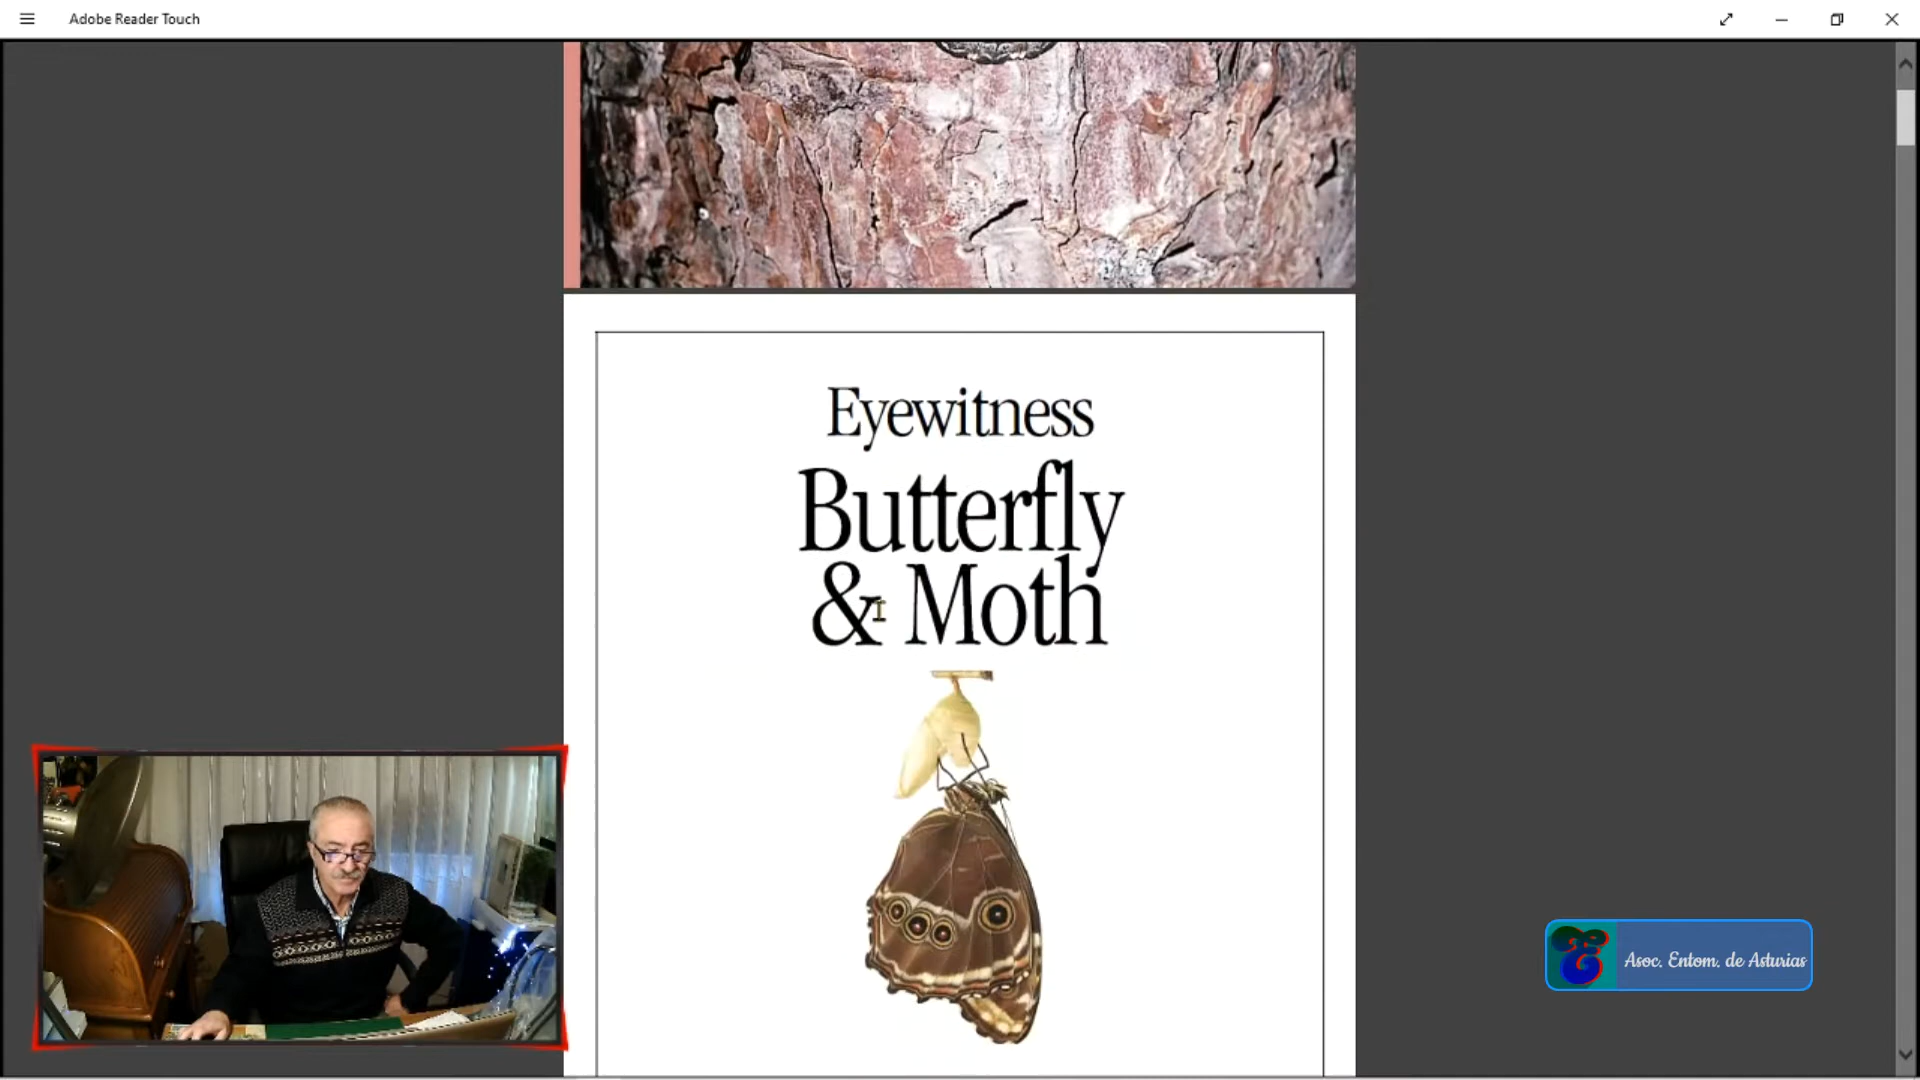 Adobe Reader Touch
Eyewitness
Butterfly
& Moth
Asoc. Entom. de Asturias